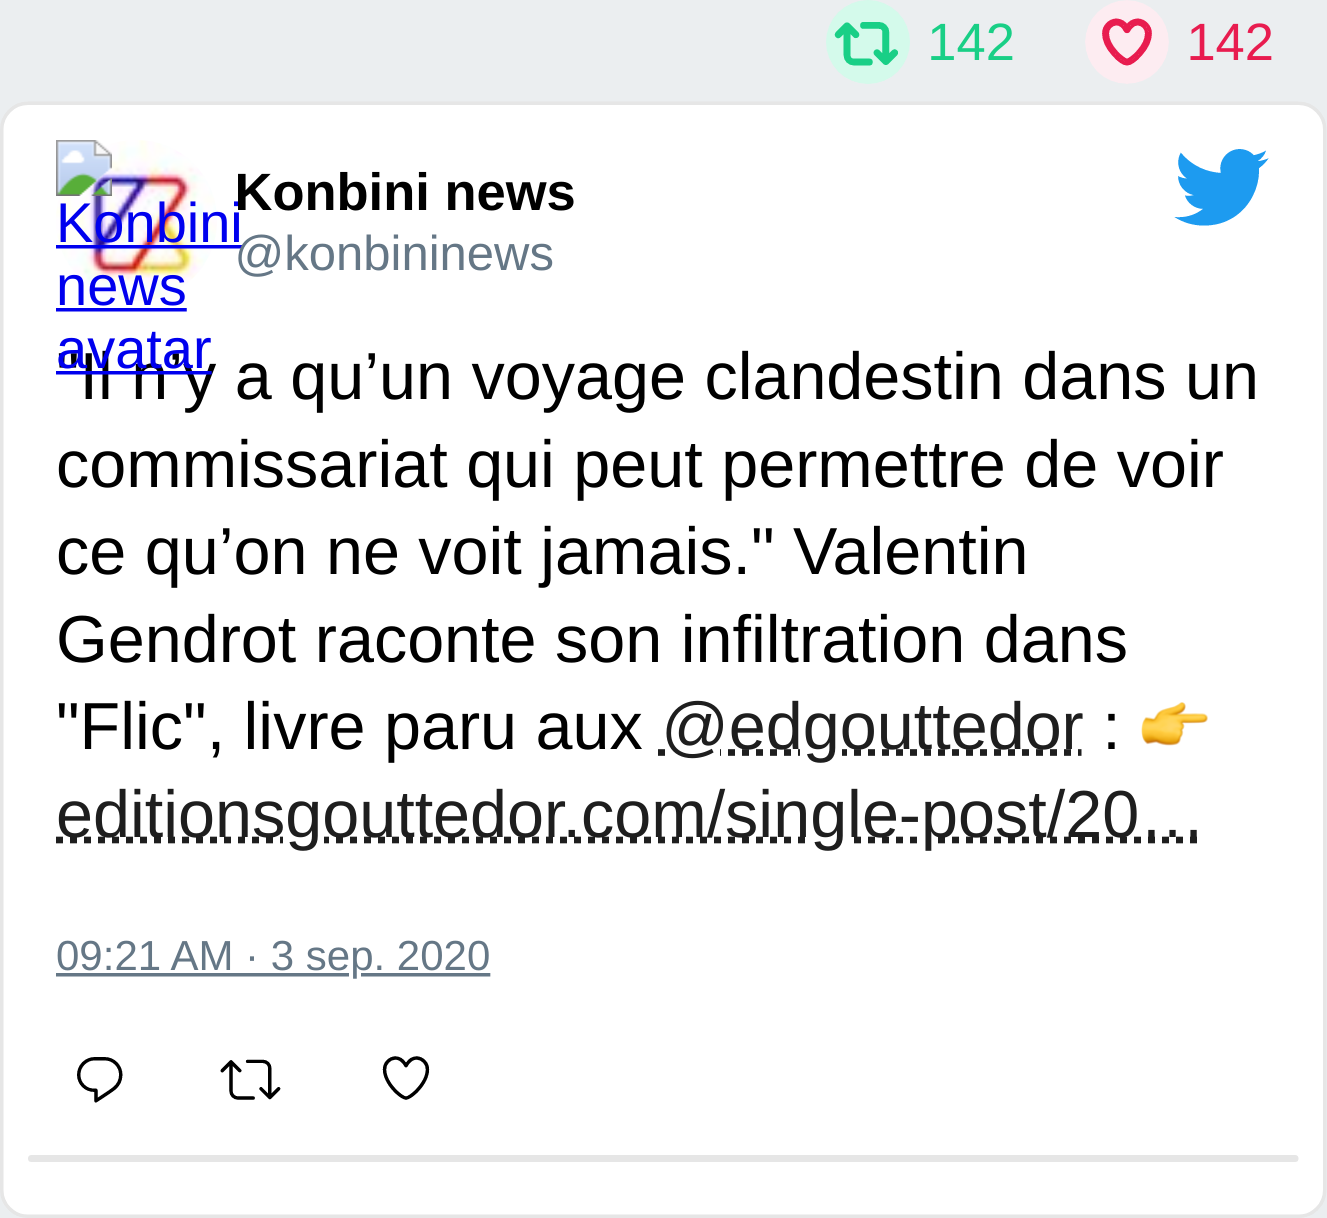 142 142
Konbini news avatar
Konbini news
@konbininews
"Il n’y a qu’un voyage clandestin dans un
commissariat qui peut permettre de voir
ce qu’on ne voit jamais." Valentin
Gendrot raconte son infiltration dans
"Flic", livre paru aux @edgouttedor : 👉
editionsgouttedor.com/single-post/20…
09:21 AM · 3 sep. 2020